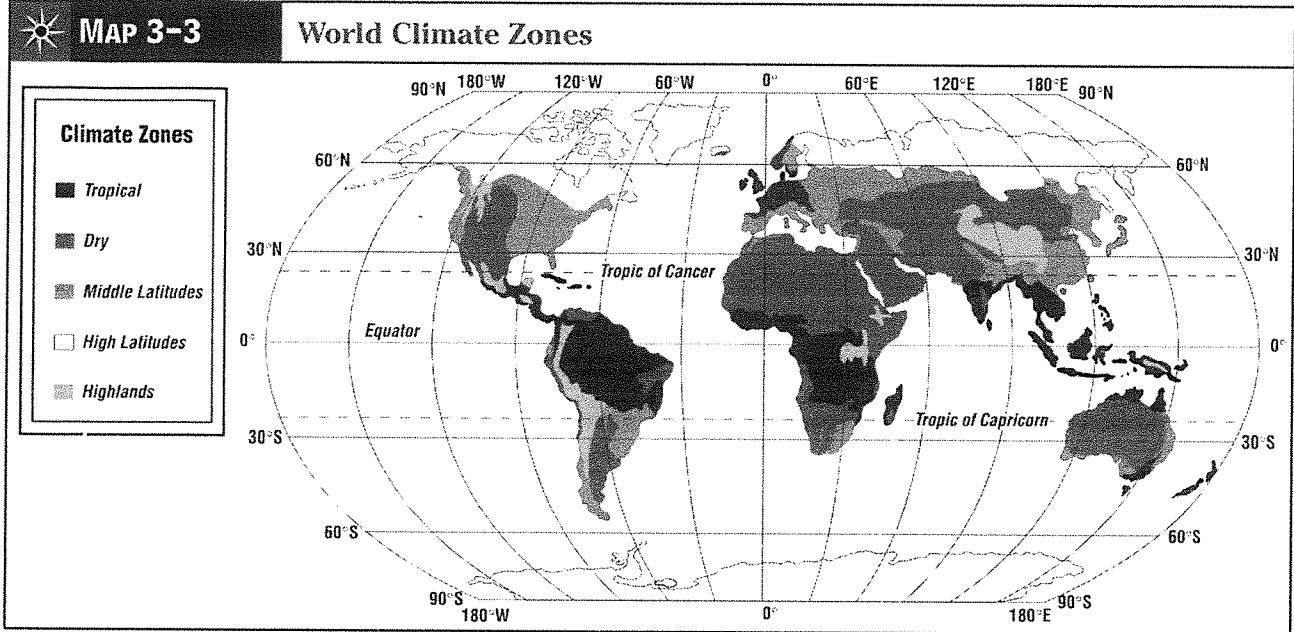 MAP 3-3
World Climate Zones
Climate Zones
Tropical
Dry
Middle Latitudes
High Latitudes
Highlands
180°W 120°W 60°W 0° 60°E 120°E 180°E
90°N 90°N
60°N 60°N
30°N 30°N
Tropic of Cancer
Equator
0° 0°
Tropic of Capricorn
30°S 30°S
60°S 60°S
90°S 90°S
180°W 0° 180°E